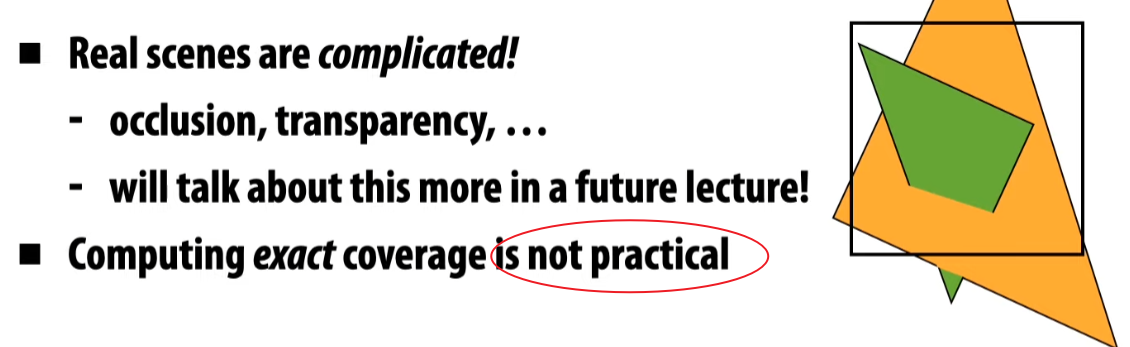 ■ Real scenes are complicated!
- occlusion, transparency, ...
- will talk about this more in a future lecture!
■ Computing exact coverage is not practical